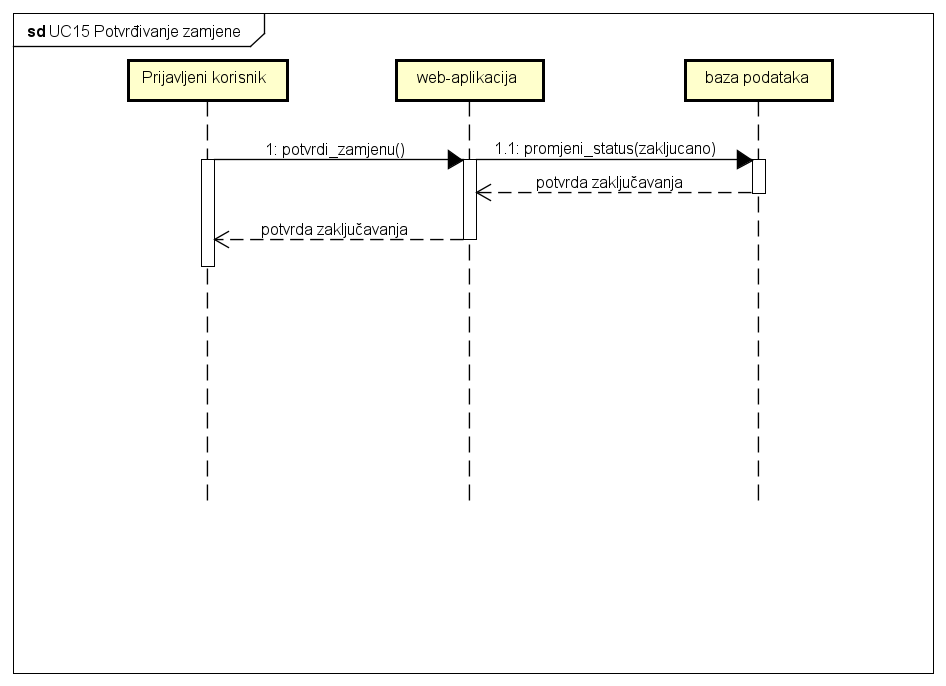 sd UC15 Potvrđivanje zamjene
Prijavljeni korisnik
web-aplikacija
baza podataka
1: potvrdi_zamjenu()
1.1: promjeni_status(zakljucano)
potvrda zaključavanja
potvrda zaključavanja